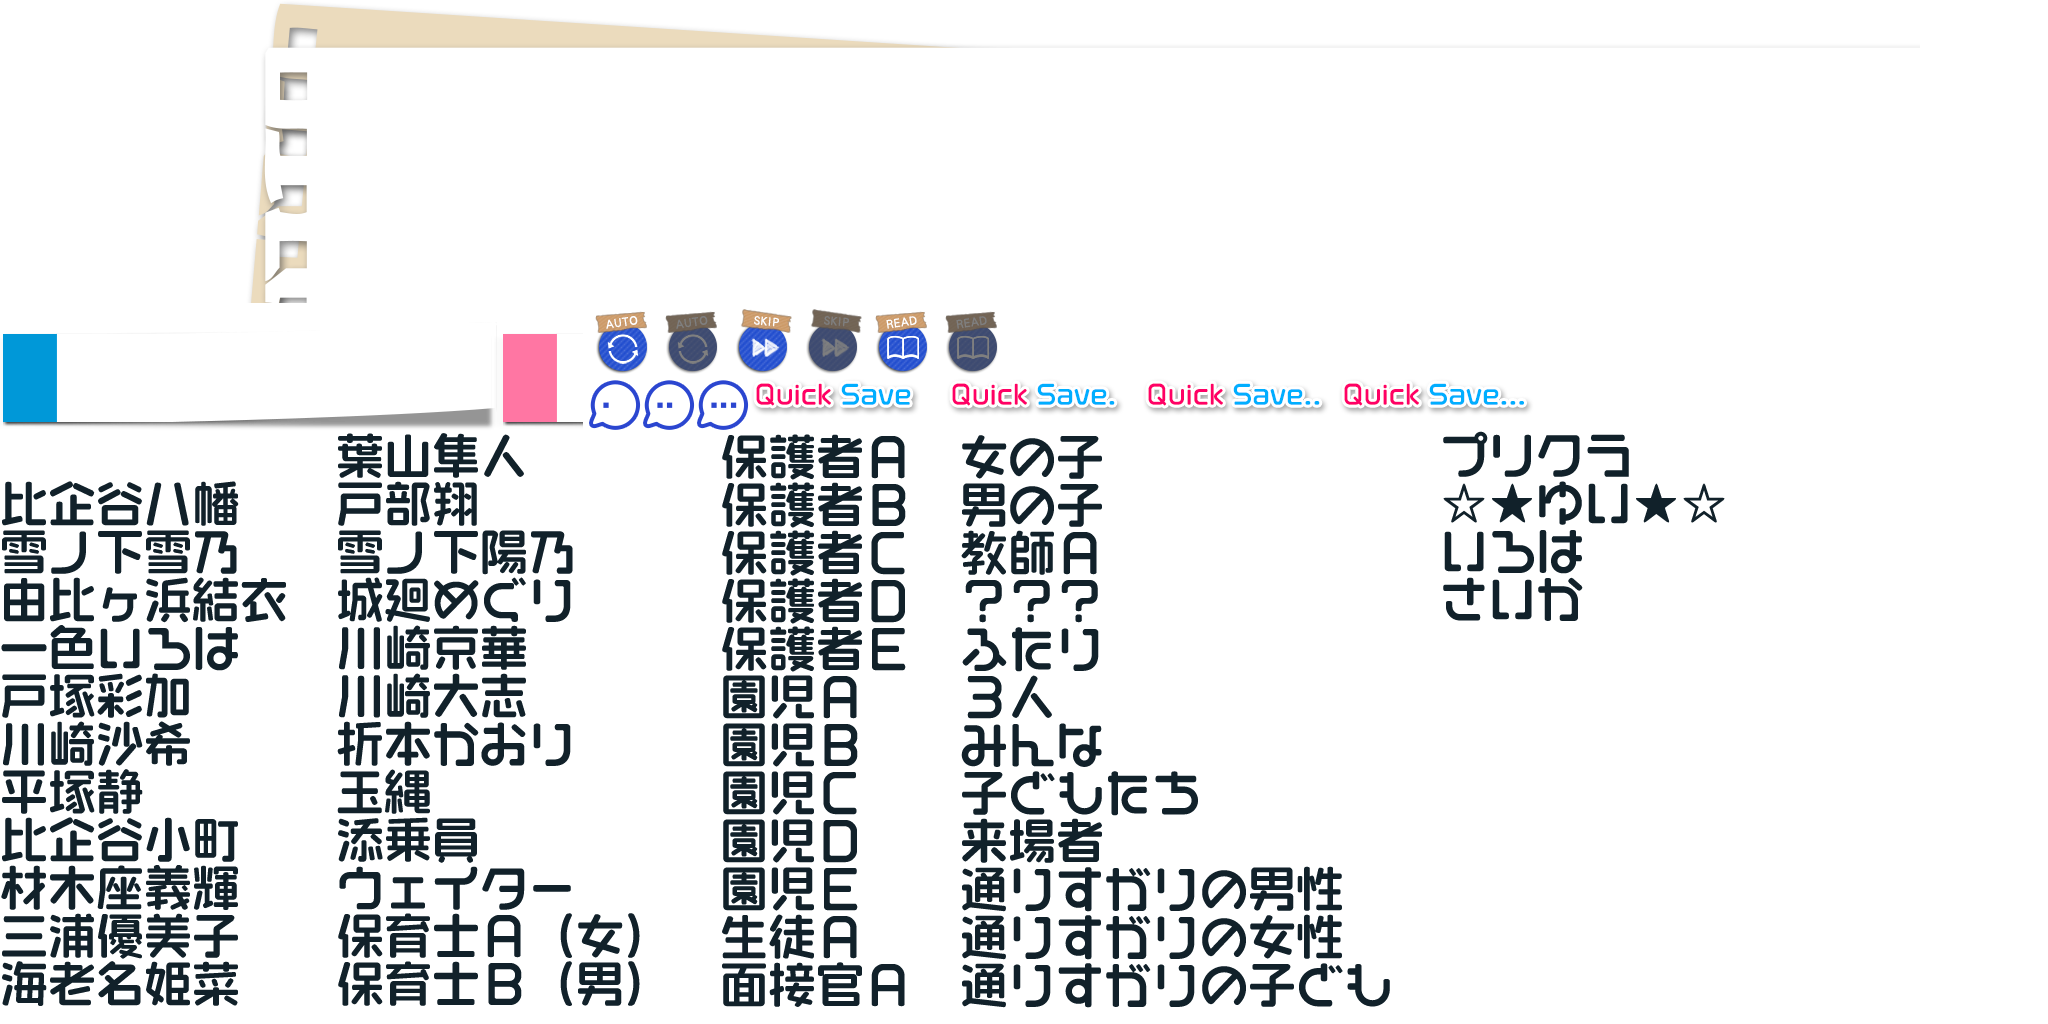 AUTO AUTO SKIP SKIP READ READ
Quick Save Quick Save. Quick Save.. Quick Save...
比企谷八幡
雪ノ下雪乃
由比ヶ浜結衣
一色いろは
戸塚彩加
川崎沙希
平塚静
比企谷小町
材木座義輝
三浦優美子
海老名姫菜
葉山隼人
戸部翔
雪ノ下陽乃
城廻めぐり
川崎京華
川崎大志
折本かおり
玉縄
添乗員
ウェイター
保育士A（女）
保育士B（男）
保護者A
保護者B
保護者C
保護者D
保護者E
園児A
園児B
園児C
園児D
園児E
生徒A
面接官A
女の子
男の子
教師A
？？？
ふたり
3人
みんな
子どもたち
来場者
通りすがりの男性
通りすがりの女性
通りすがりの子ども
プリクラ
☆★ゆい★☆
いろは
さいか